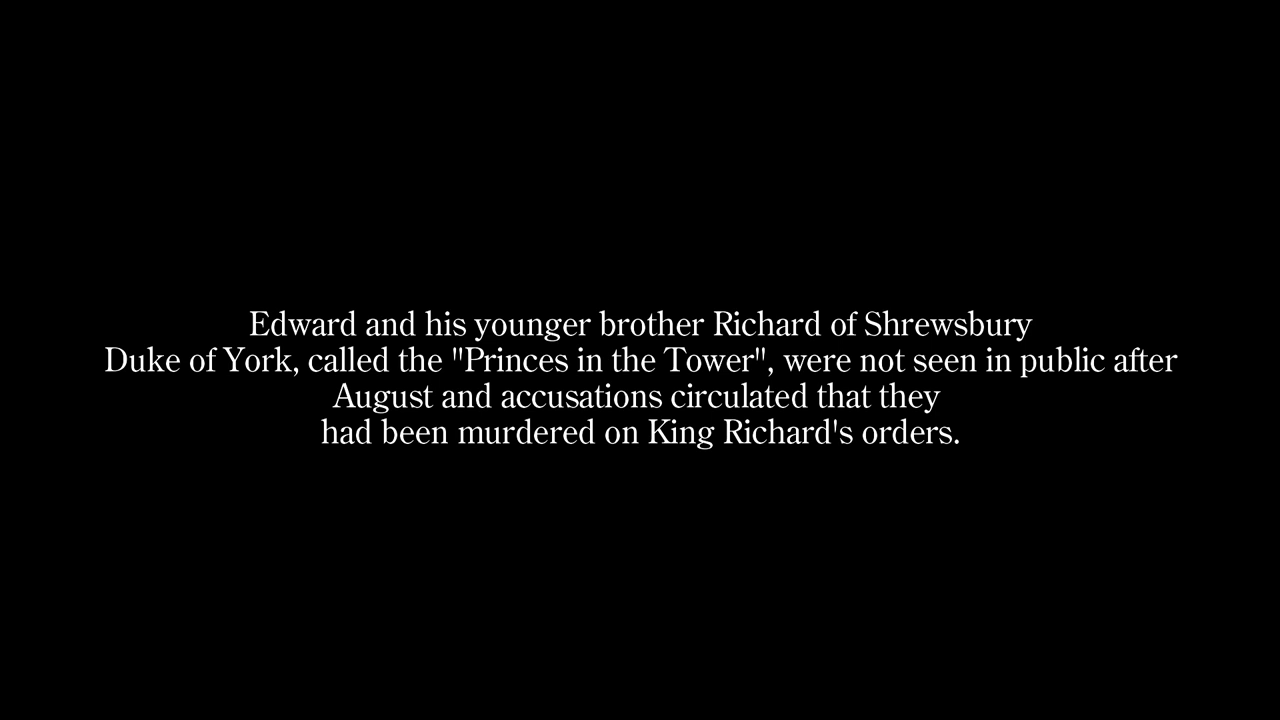 Edward and his younger brother Richard of Shrewsbury
Duke of York, called the "Princes in the Tower", were not seen in public after
August and accusations circulated that they
had been murdered on King Richard's orders.